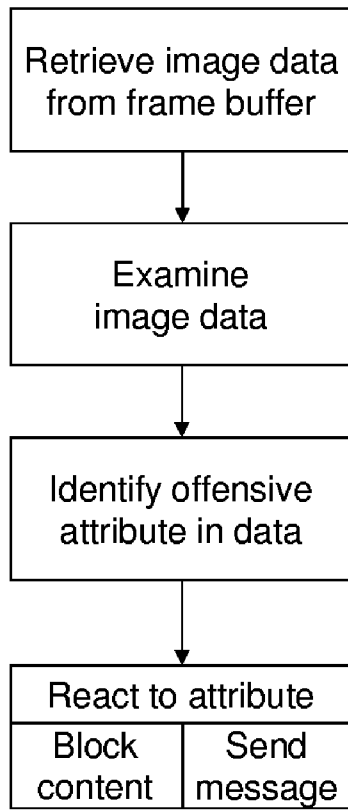 Retrieve image data
from frame buffer
Examine
image data
Identify offensive
attribute in data
React to attribute
Block
content
Send
message